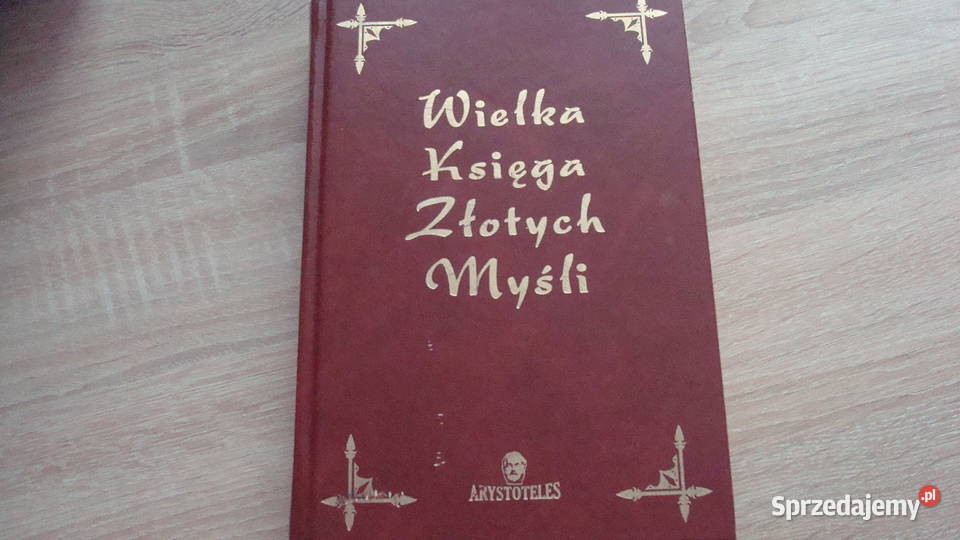 Wielka
Księga
Złotych
Myśli
ARYSTOTELES
Sprzedajemy.pl